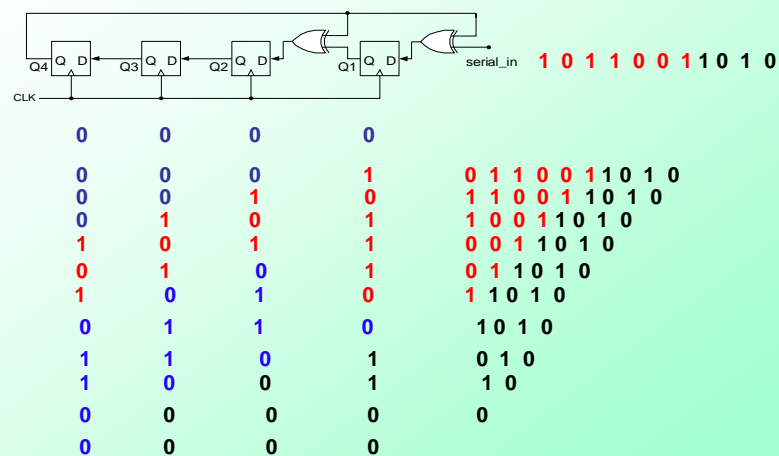 Q4 Q D Q3 Q D Q2 Q D Q1 Q D serial_in 1 0 1 1 0 0 1 1 0 1 0
CLK
0 0 0 0
0 0 0 1 0 1 1 0 0 1 1 0 1 0
0 0 1 0 1 1 0 0 1 1 0 1 0
0 1 0 1 1 0 0 1 1 0 1 0
1 0 1 1 0 0 1 1 0 1 0
0 1 0 1 0 1 1 0 1 0
1 0 1 0 1 1 0 1 0
0 1 1 0 1 0 1 0
1 1 0 1 0 1 0
1 0 0 1 1 0
0 0 0 0 0
0 0 0 0